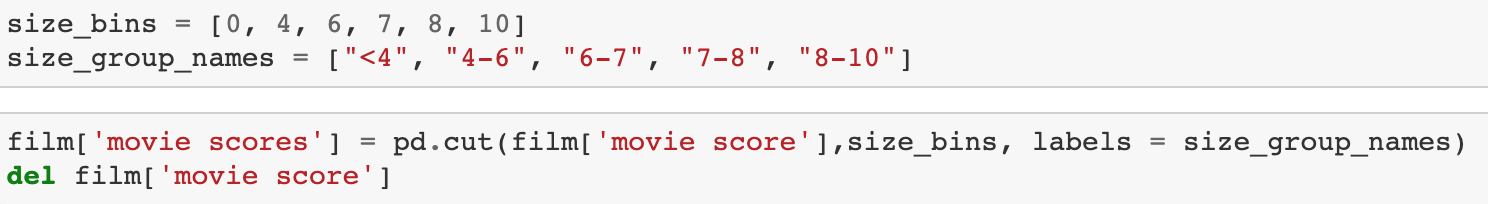 size_bins = [0, 4, 6, 7, 8, 10]
size_group_names = ["<4", "4-6", "6-7", "7-8", "8-10"]
film['movie scores'] = pd.cut(film['movie score'],size_bins, labels = size_group_names)
del film['movie score']